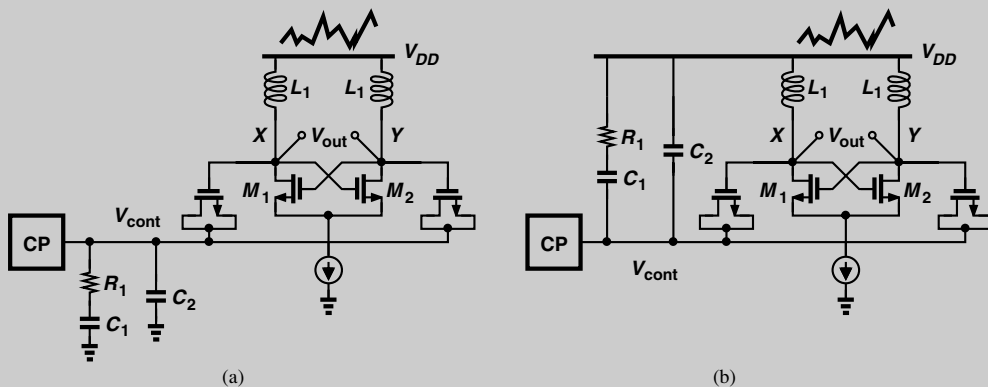 V_DD
L_1 L_1
X V_out Y
M_1 M_2
V_cont
CP
R_1
C_2
C_1
(a)
V_DD
L_1 L_1
R_1 X V_out Y
C_2
C_1 M_1 M_2
CP
V_cont
(b)